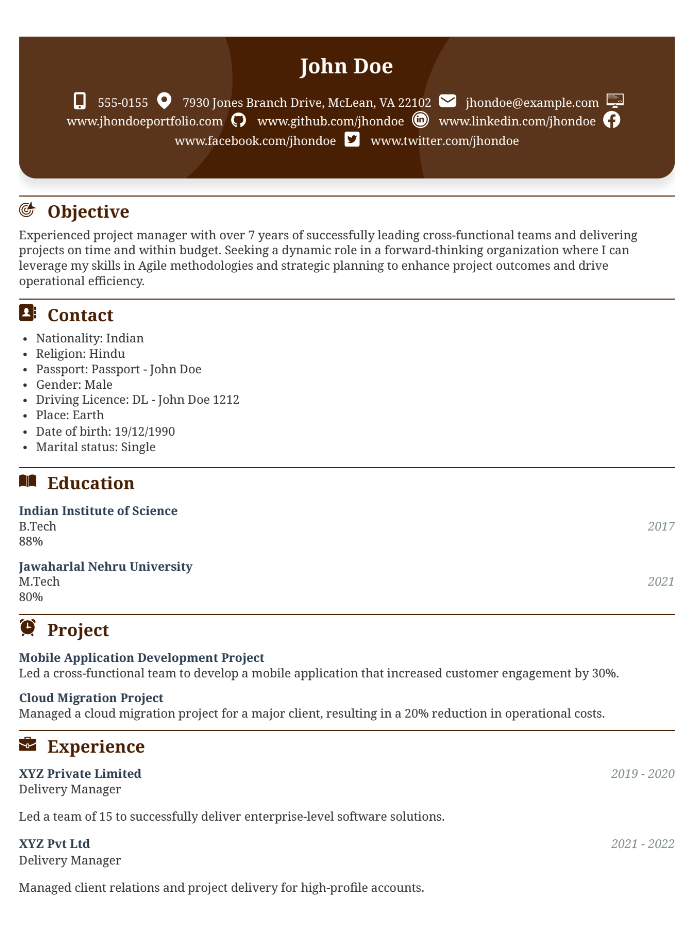 John Doe
555-0155 7930 Jones Branch Drive, McLean, VA 22102 jhondoe@example.com
www.jhondoeportfolio.com www.github.com/jhondoe www.linkedin.com/jhondoe
www.facebook.com/jhondoe www.twitter.com/jhondoe
Objective
Experienced project manager with over 7 years of successfully leading cross-functional teams and delivering
projects on time and within budget. Seeking a dynamic role in a forward-thinking organization where I can
leverage my skills in Agile methodologies and strategic planning to enhance project outcomes and drive
operational efficiency.
Contact
• Nationality: Indian
• Religion: Hindu
• Passport: Passport - John Doe
• Gender: Male
• Driving Licence: DL - John Doe 1212
• Place: Earth
• Date of birth: 19/12/1990
• Marital status: Single
Education
Indian Institute of Science
B.Tech 2017
88%
Jawaharlal Nehru University
M.Tech 2021
80%
Project
Mobile Application Development Project
Led a cross-functional team to develop a mobile application that increased customer engagement by 30%.
Cloud Migration Project
Managed a cloud migration project for a major client, resulting in a 20% reduction in operational costs.
Experience
XYZ Private Limited 2019 - 2020
Delivery Manager
Led a team of 15 to successfully deliver enterprise-level software solutions.
XYZ Pvt Ltd 2021 - 2022
Delivery Manager
Managed client relations and project delivery for high-profile accounts.